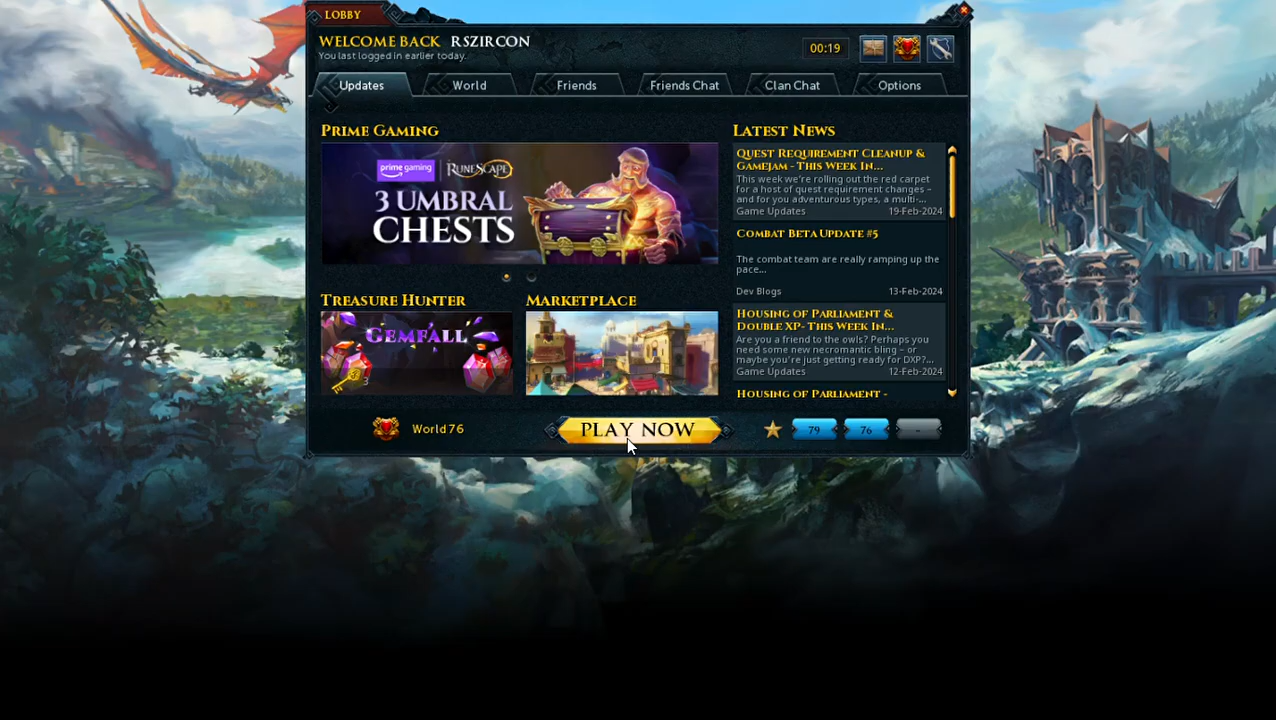 LOBBY
WELCOME BACK RSZIRCON
You last logged in earlier today.
00:19
Updates
World
Friends
Friends Chat
Clan Chat
Options
PRIME GAMING
prime gaming RUNESCAPE
3 UMBRAL
CHESTS
TREASURE HUNTER
GEMFALL
3
MARKETPLACE
LATEST NEWS
QUEST REQUIREMENT CLEANUP &
GAMEJAM - THIS WEEK IN...
This week we're rolling out the red carpet
for a host of quest requirement changes –
and for you adventurous types, a multi-...
Game Updates 19-Feb-2024
COMBAT BETA UPDATE #5
The combat team are really ramping up the
pace...
Dev Blogs 13-Feb-2024
HOUSING OF PARLIAMENT &
DOUBLE XP- THIS WEEK IN...
Are you a friend to the owls? Perhaps you
need some new necromantic bling – or
maybe you're just getting ready for DXP?...
Game Updates 12-Feb-2024
HOUSING OF PARLIAMENT -
World 76
PLAY NOW
79
76
-